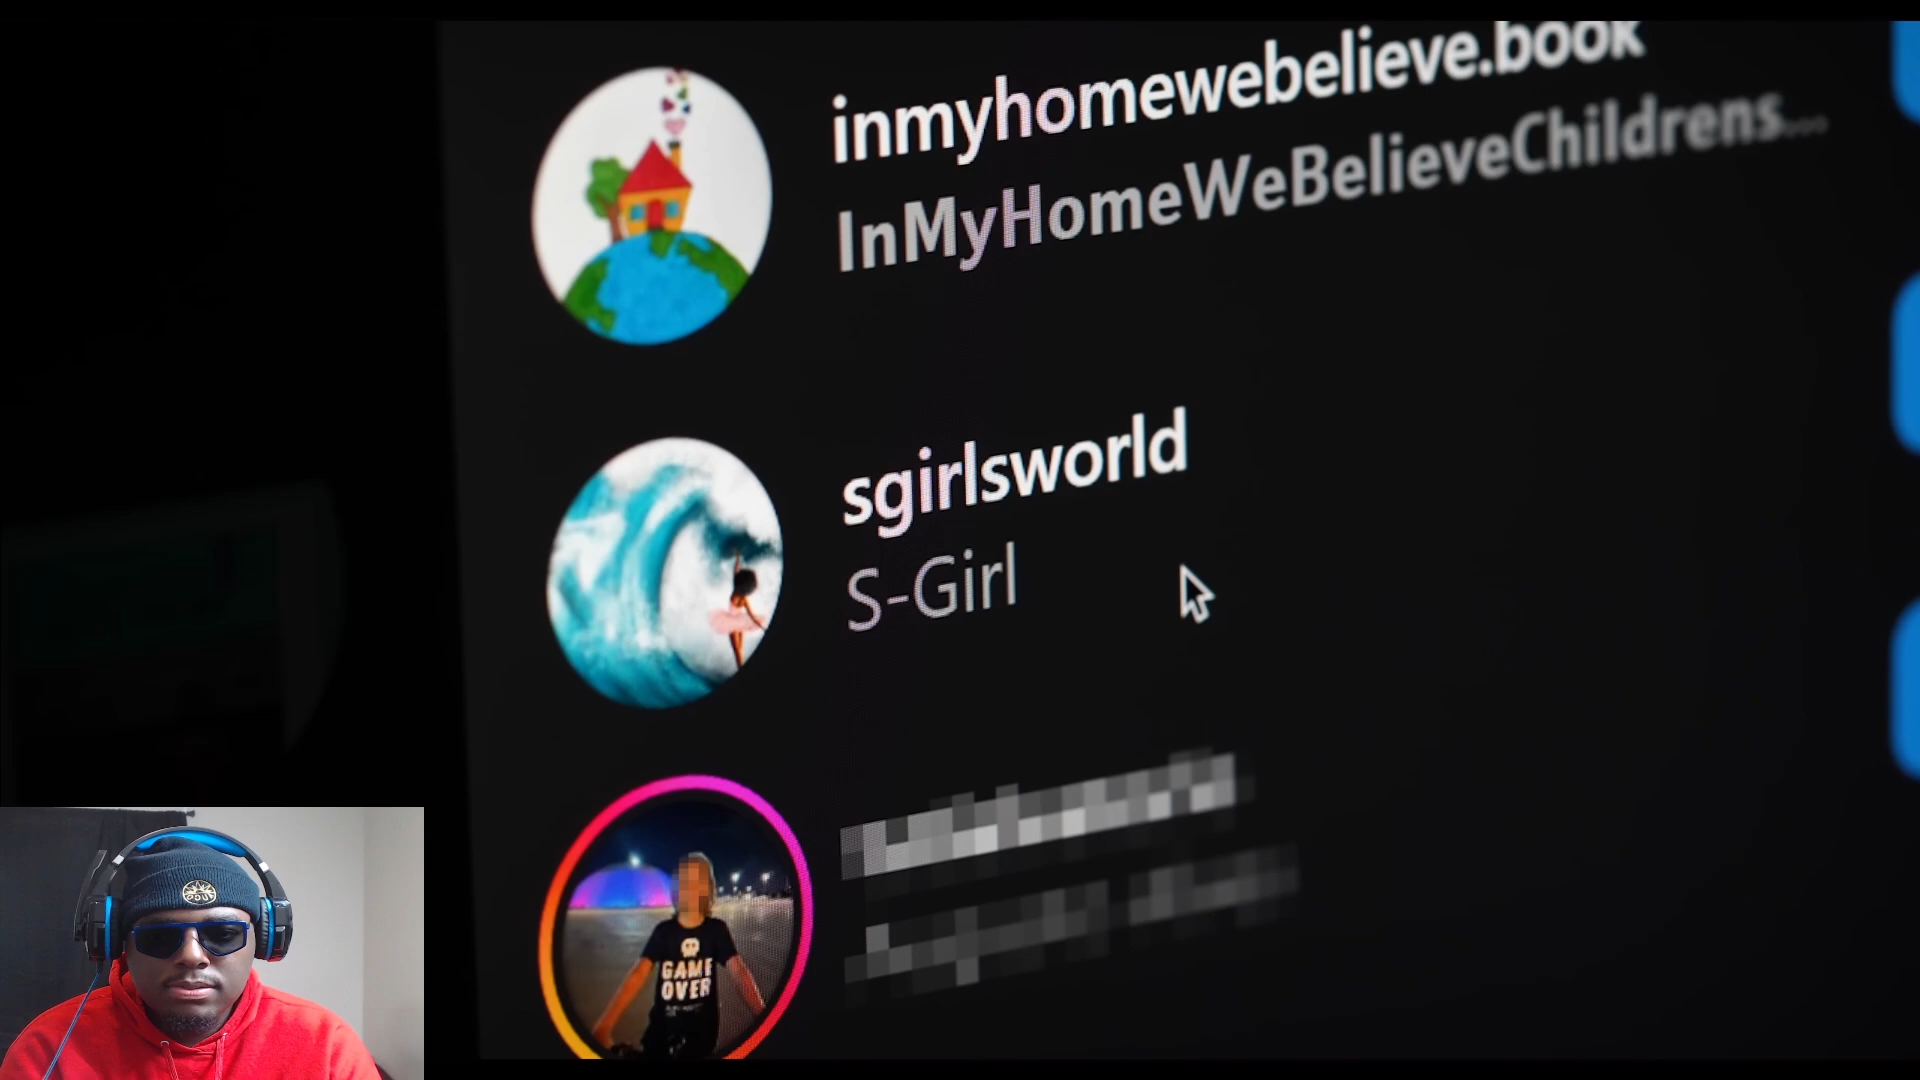 inmyhomewebelieve.book
InMyHomeWeBelieveChildrens...
sgirlsworld
S-Girl
GAME
OVER